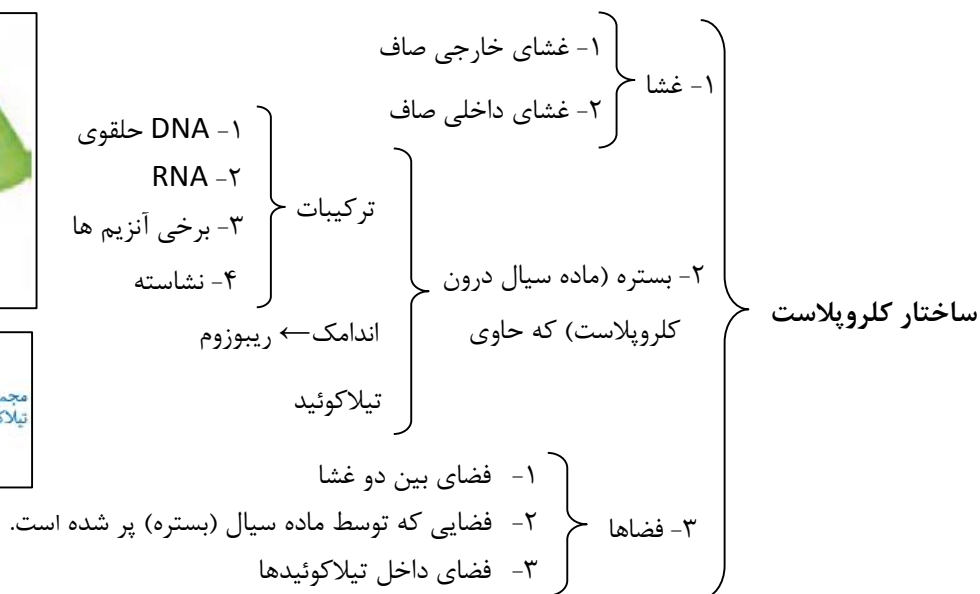 ساختار کلروپلاست
۱- غشا
۱- غشای خارجی صاف
۲- غشای داخلی صاف
۲- بستره (ماده سیال درون
کلروپلاست) که حاوی
ترکیبات
۱- DNA حلقوی
۲- RNA
۳- برخی آنزیم ها
۴- نشاسته
اندامک← ریبوزوم
تیلاکوئید
۳- فضاها
۱- فضای بین دو غشا
۲- فضایی که توسط ماده سیال (بستره) پر شده است.
۳- فضای داخل تیلاکوئیدها